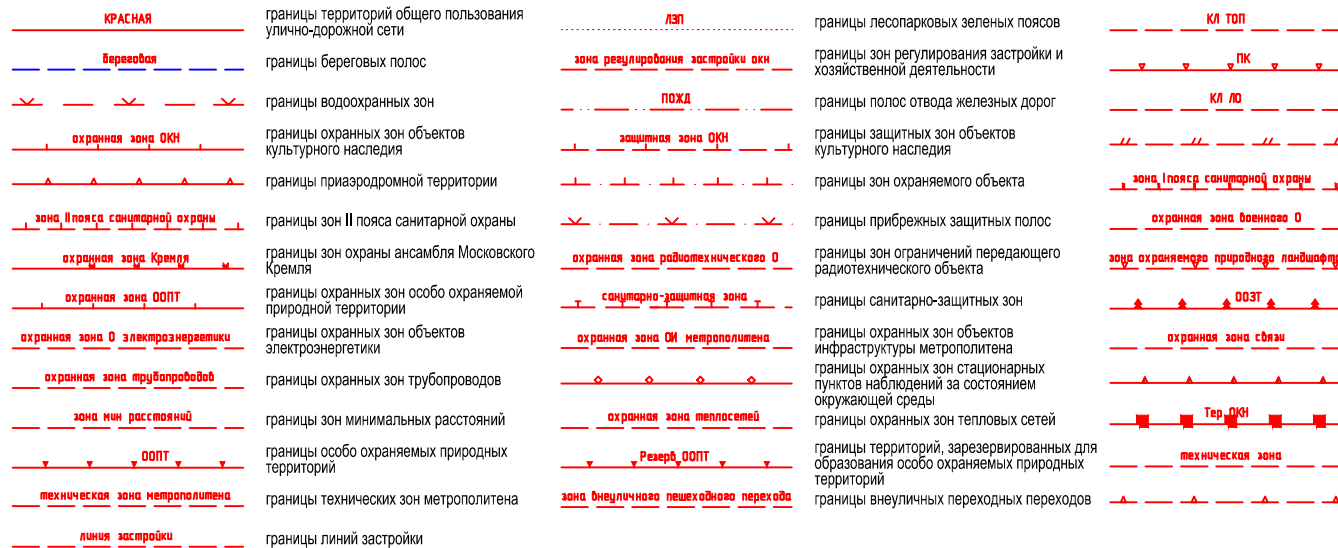 КРАСНАЯ
границы территорий общего пользования
улично-дорожной сети
береговая
границы береговых полос
границы водоохранных зон
охранная зона ОКН
границы охранных зон объектов
культурного наследия
границы приаэродромной территории
зона II пояса санитарной охраны
границы зон II пояса санитарной охраны
охранная зона Кремля
границы зон охраны ансамбля Московского
Кремля
охранная зона ООПТ
границы охранных зон особо охраняемой
природной территории
охранная зона О электроэнергетики
границы охранных зон объектов
электроэнергетики
охранная зона трубопроводов
границы охранных зон трубопроводов
зона мин расстояний
границы зон минимальных расстояний
ООПТ
границы особо охраняемых природных
территорий
техническая зона метрополитена
границы технических зон метрополитена
линия застройки
границы линий застройки
ЛЗП
границы лесопарковых зеленых поясов
зона регулирования застройки окн
границы зон регулирования застройки и
хозяйственной деятельности
ПОЖД
границы полос отвода железных дорог
защитная зона ОКН
границы защитных зон объектов
культурного наследия
границы зон охраняемого объекта
границы прибрежных защитных полос
охранная зона радиотехнического О
границы зон ограничений передающего
радиотехнического объекта
санитарно-защитная зона
границы санитарно-защитных зон
охранная зона ОИ метрополитена
границы охранных зон объектов
инфраструктуры метрополитена
границы охранных зон стационарных
пунктов наблюдений за состоянием
окружающей среды
охранная зона теплосетей
границы охранных зон тепловых сетей
Резерв_ООПТ
границы территорий, зарезервированных для
образования особо охраняемых природных
территорий
зона внеуличного пешеходного перехода
границы внеуличных переходных переходов
КЛ ТОП
ПК
КЛ ЛО
зона I пояса санитарной охраны
охранная зона военного О
зона охраняемого природного ландшафта
ООЗТ
охранная зона связи
Тер_ОКН
техническая зона